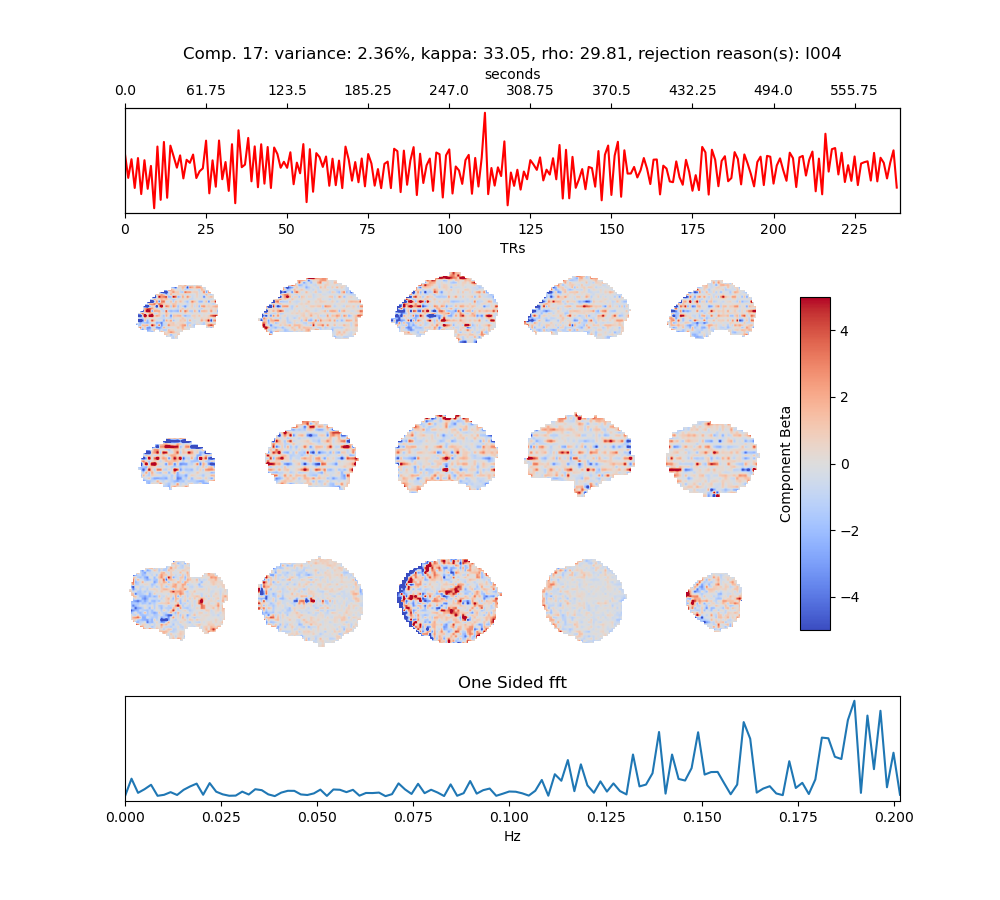 Comp. 17: variance: 2.36%, kappa: 33.05, rho: 29.81, rejection reason(s): I004
seconds
0.0 61.75 123.5 185.25 247.0 308.75 370.5 432.25 494.0 555.75
0 25 50 75 100 125 150 175 200 225
TRs
4
2
0
−2
−4
Component Beta
One Sided fft
0.000 0.025 0.050 0.075 0.100 0.125 0.150 0.175 0.200
Hz